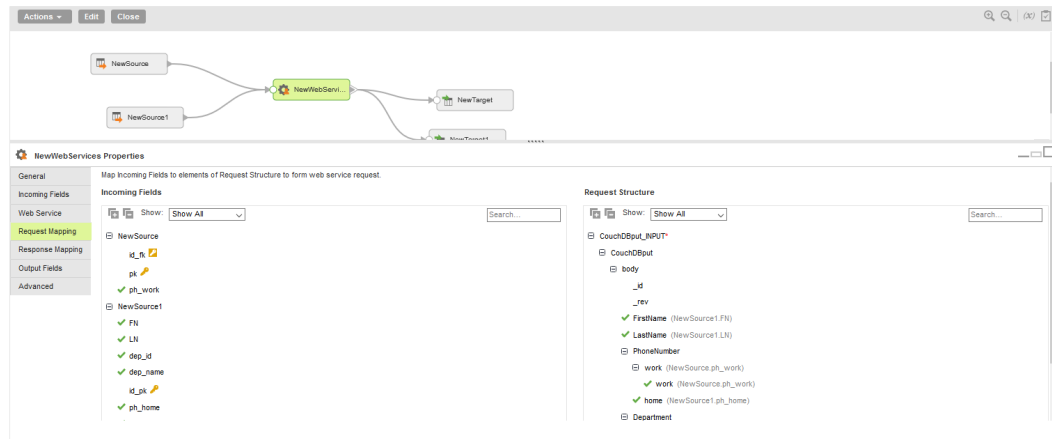 Actions Edit Close (x)
NewSource
NewWebServi...
NewTarget
NewSource1
NewTarget1
NewWebServices Properties
General
Incoming Fields
Web Service
Request Mapping
Response Mapping
Output Fields
Advanced
Map Incoming Fields to elements of Request Structure to form web service request.
Incoming Fields
Show: Show All Search...
NewSource
id_fk
pk
ph_work
NewSource1
FN
LN
dep_id
dep_name
id_pk
ph_home
Request Structure
Show: Show All Search...
CouchDBput_INPUT*
CouchDBput
body
_id
_rev
FirstName (NewSource1.FN)
LastName (NewSource1.LN)
PhoneNumber
work (NewSource.ph_work)
work (NewSource.ph_work)
home (NewSource1.ph_home)
Department